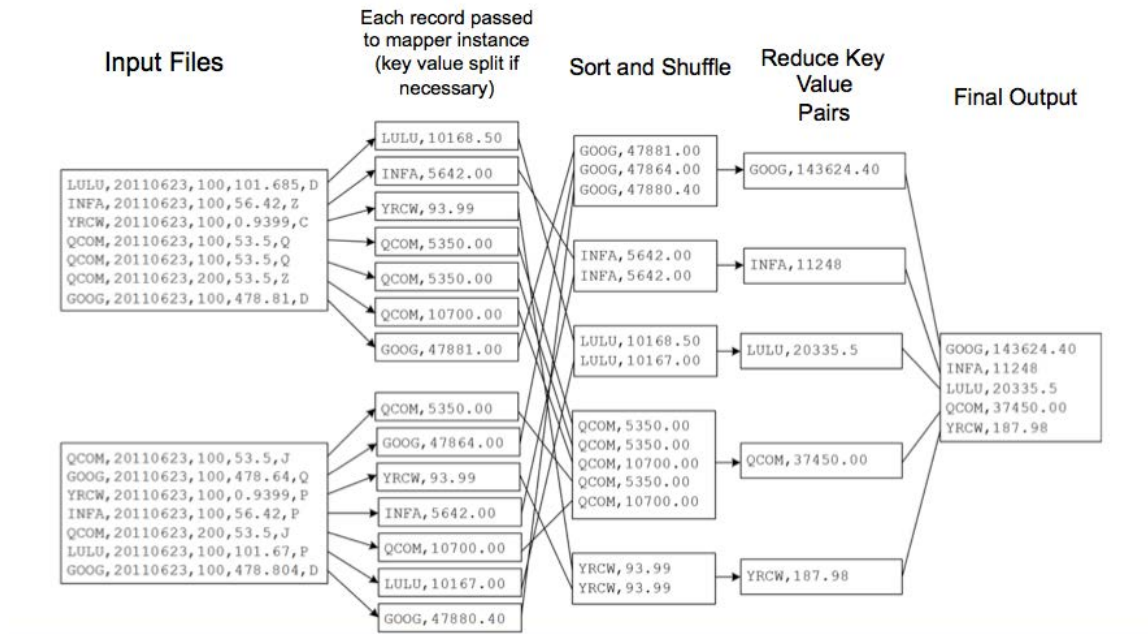 Input Files
Each record passed
to mapper instance
(key value split if
necessary)
Sort and Shuffle
Reduce Key
Value
Pairs
Final Output
LULU,20110623,100,101.685,D
INFA,20110623,100,56.42,Z
YRCW,20110623,100,0.9399,C
QCOM,20110623,100,53.5,Q
QCOM,20110623,100,53.5,Q
QCOM,20110623,200,53.5,Z
GOOG,20110623,100,478.81,D
QCOM,20110623,100,53.5,J
GOOG,20110623,100,478.64,Q
YRCW,20110623,100,0.9399,P
INFA,20110623,100,56.42,P
QCOM,20110623,200,53.5,J
LULU,20110623,100,101.67,P
GOOG,20110623,100,478.804,D
LULU,10168.50
INFA,5642.00
YRCW,93.99
QCOM,5350.00
QCOM,5350.00
QCOM,10700.00
GOOG,47881.00
QCOM,5350.00
GOOG,47864.00
YRCW,93.99
INFA,5642.00
QCOM,10700.00
LULU,10167.00
GOOG,47880.40
GOOG,47881.00
GOOG,47864.00
GOOG,47880.40
INFA,5642.00
INFA,5642.00
LULU,10168.50
LULU,10167.00
QCOM,5350.00
QCOM,5350.00
QCOM,10700.00
QCOM,5350.00
QCOM,10700.00
YRCW,93.99
YRCW,93.99
GOOG,143624.40
INFA,11248
LULU,20335.5
QCOM,37450.00
YRCW,187.98
GOOG,143624.40
INFA,11248
LULU,20335.5
QCOM,37450.00
YRCW,187.98